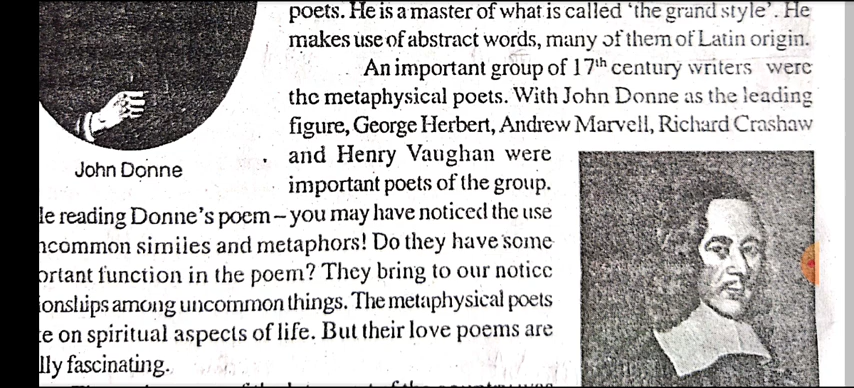 poets. He is a master of what is called 'the grand style'. He
makes use of abstract words, many of them of Latin origin.
An important group of 17th century writers were
the metaphysical poets. With John Donne as the leading
figure, George Herbert, Andrew Marvell, Richard Crashaw
and Henry Vaughan were
important poets of the group.
John Donne
le reading Donne's poem – you may have noticed the use
ncommon similes and metaphors! Do they have some
ortant function in the poem? They bring to our notice
ionships among uncommon things. The metaphysical poets
te on spiritual aspects of life. But their love poems are
lly fascinating.